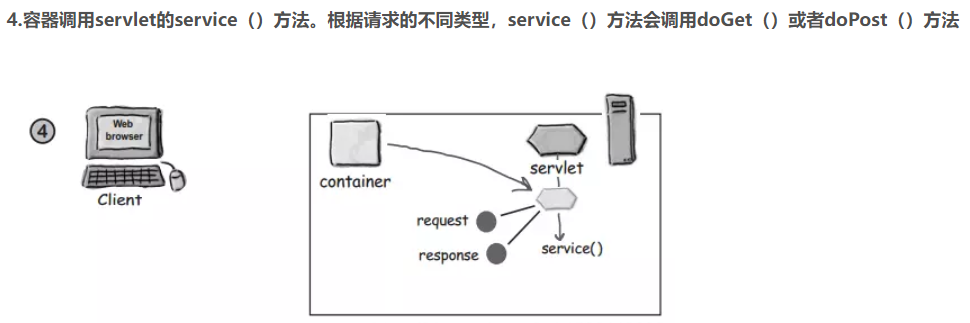 4.容器调用servlet的service（）方法。根据请求的不同类型，service（）方法会调用doGet（）或者doPost（）方法
4
Web
browser
Client
container
servlet
request
response
service()